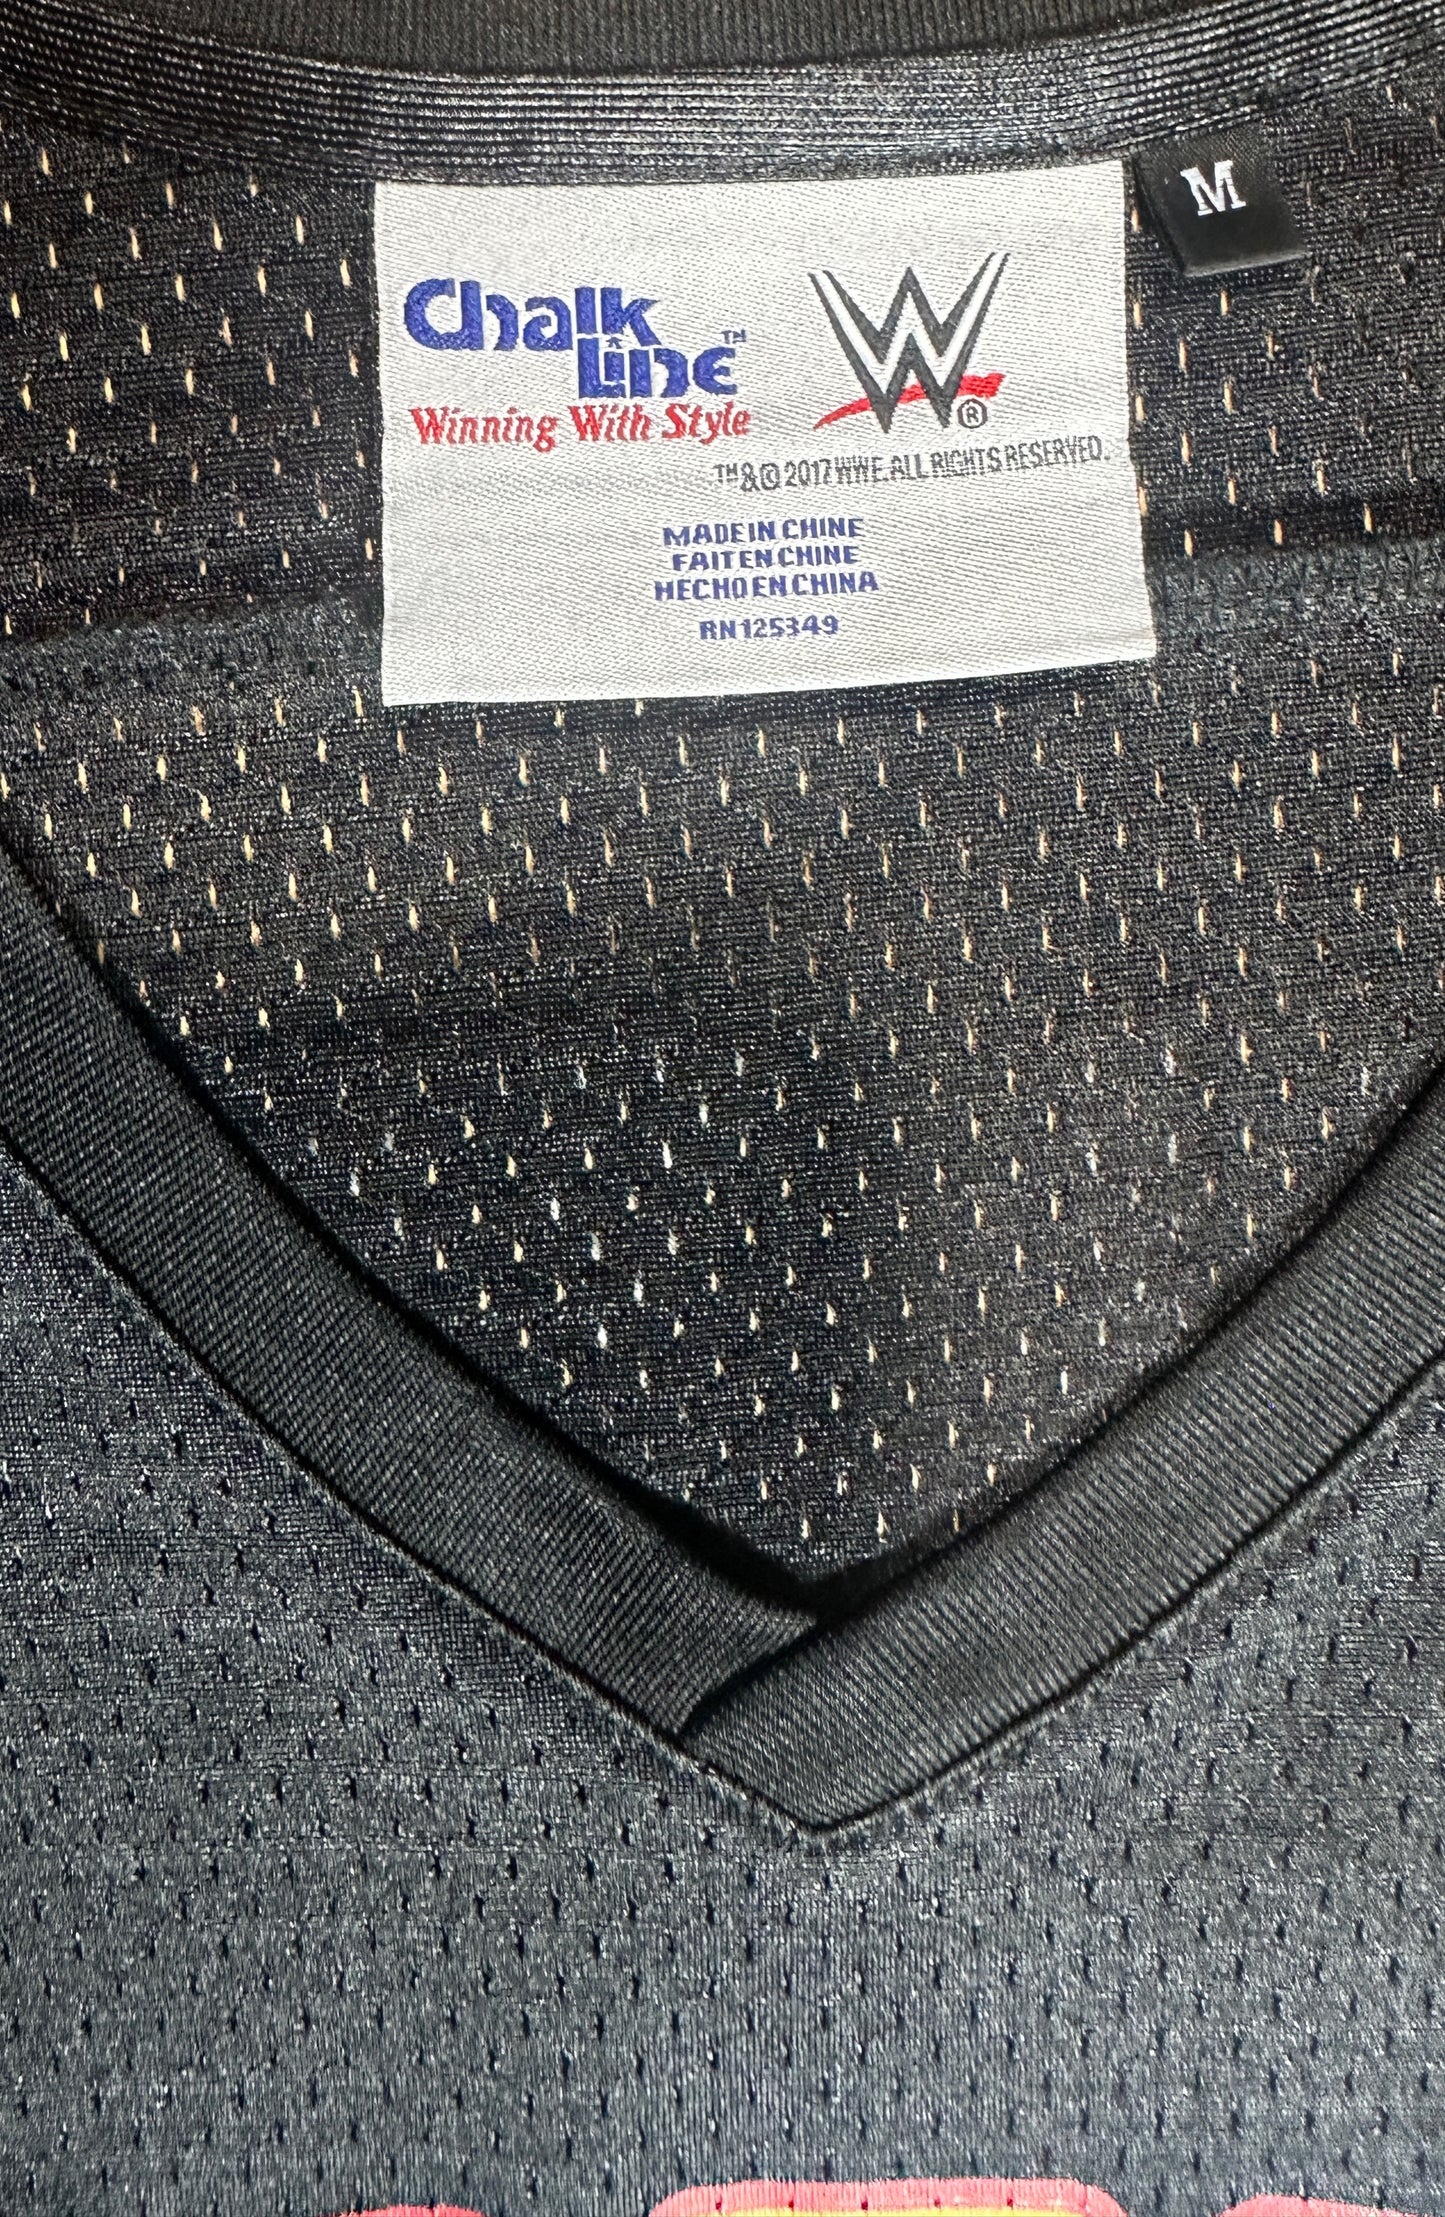 M
Chalk
Line™
Winning With Style
W®
™&©2017 WWE. ALL RIGHTS RESERVED.
MADE IN CHINE
FAIT EN CHINE
HECHO EN CHINA
RN125349